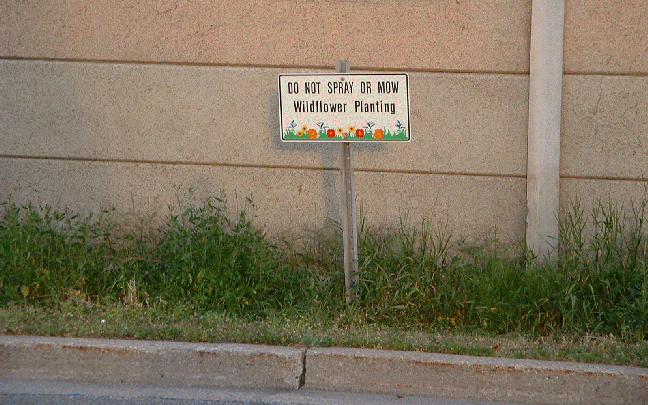 DO NOT SPRAY OR MOW
Wildflower Planting